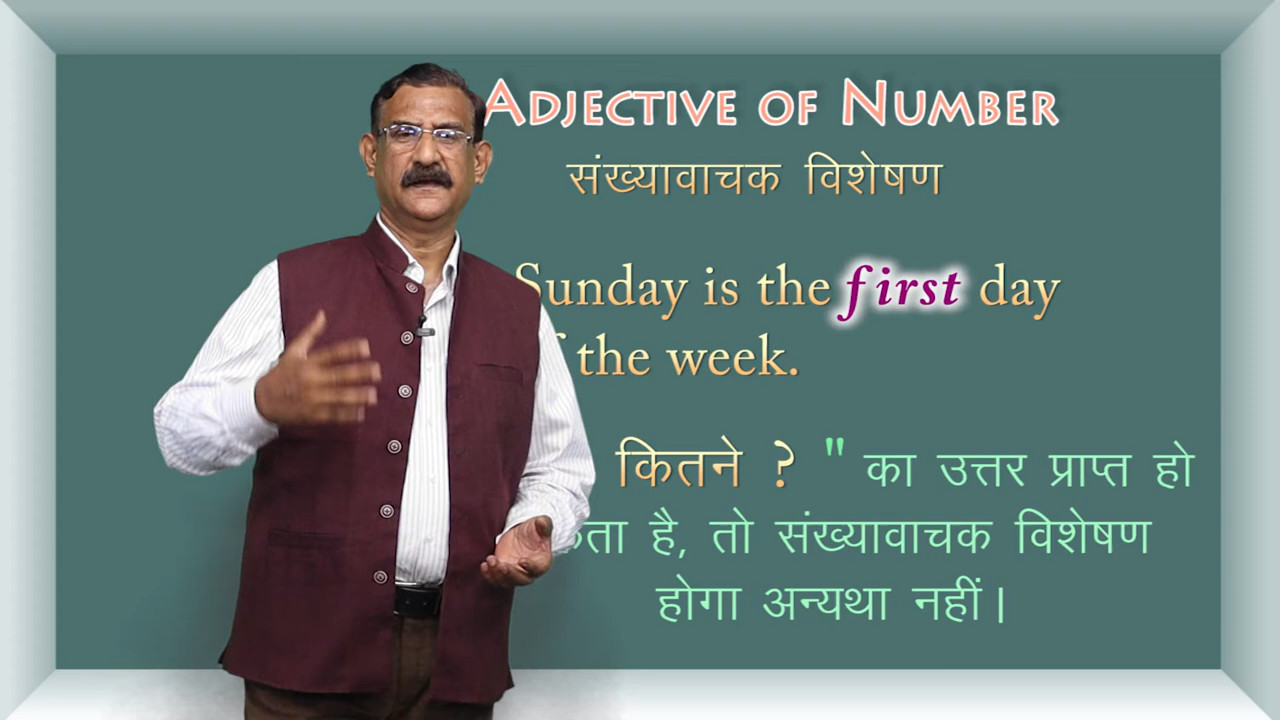 ADJECTIVE OF NUMBER
संख्यावाचक विशेषण
Sunday is the first day
the week.
कितने ? " का उत्तर प्राप्त हो
है, तो संख्यावाचक विशेषण
होगा अन्यथा नहीं।